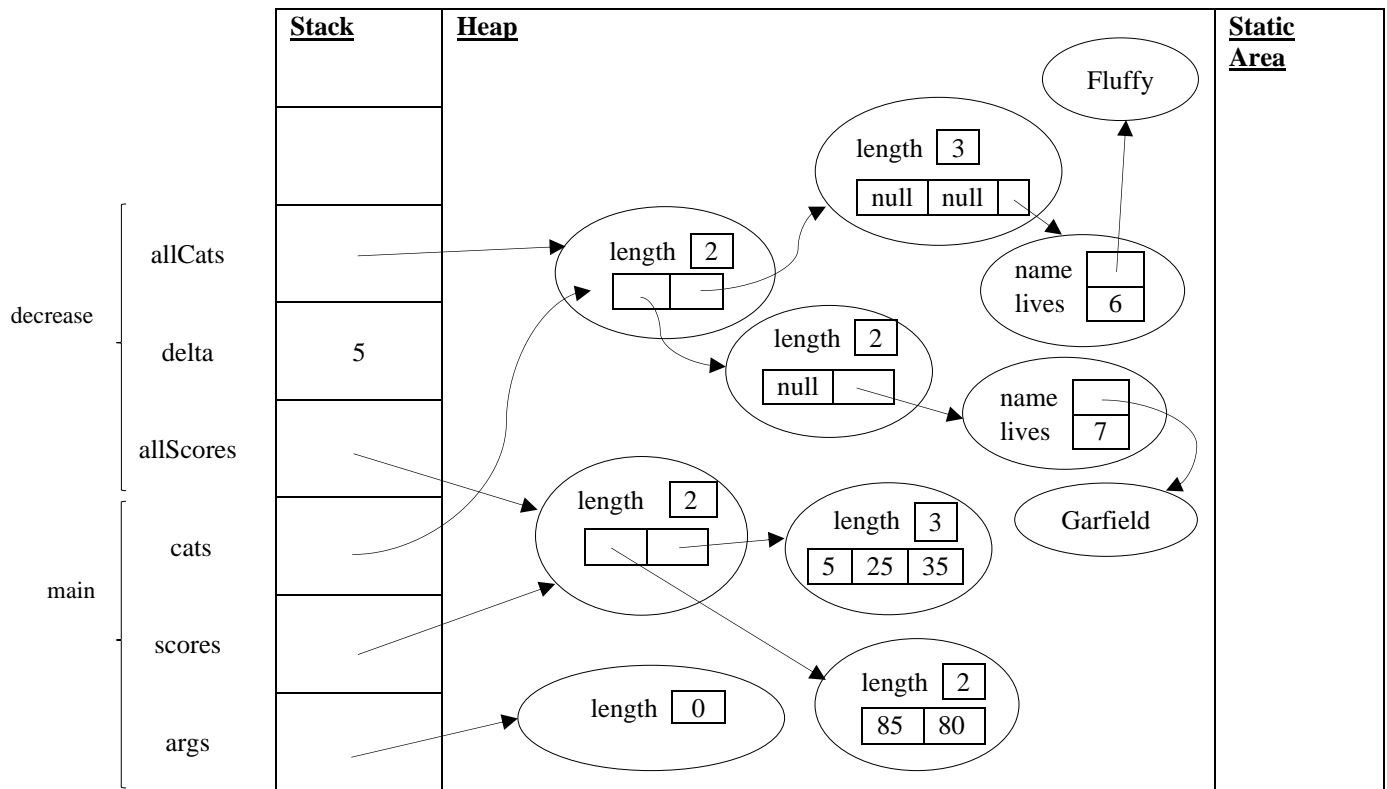 Stack
Heap
Static
Area
Fluffy
length 3
null null
allCats
length 2
name
lives 6
decrease
delta
5
length 2
null
name
lives 7
allScores
length 2
length 3
Garfield
cats
5 25 35
main
scores
length 2
length 0
85 80
args